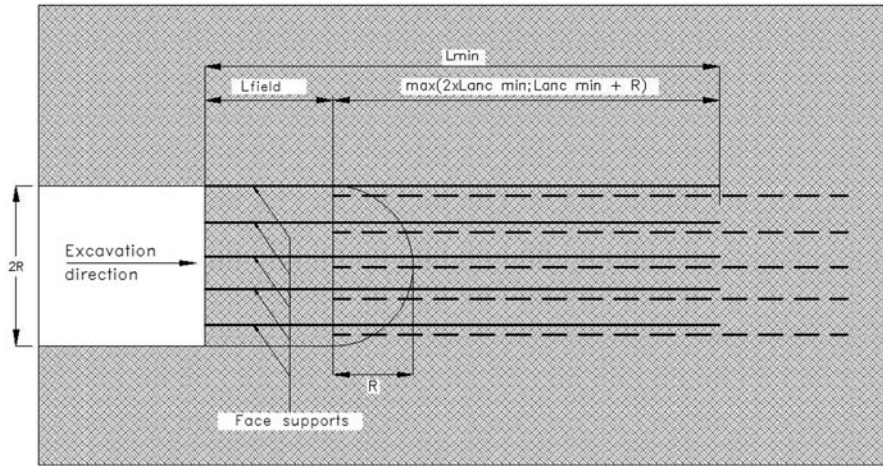 Lmin
Lfield
max(2xLanc min;Lanc min + R)
Excavation
direction
2R
R
Face supports